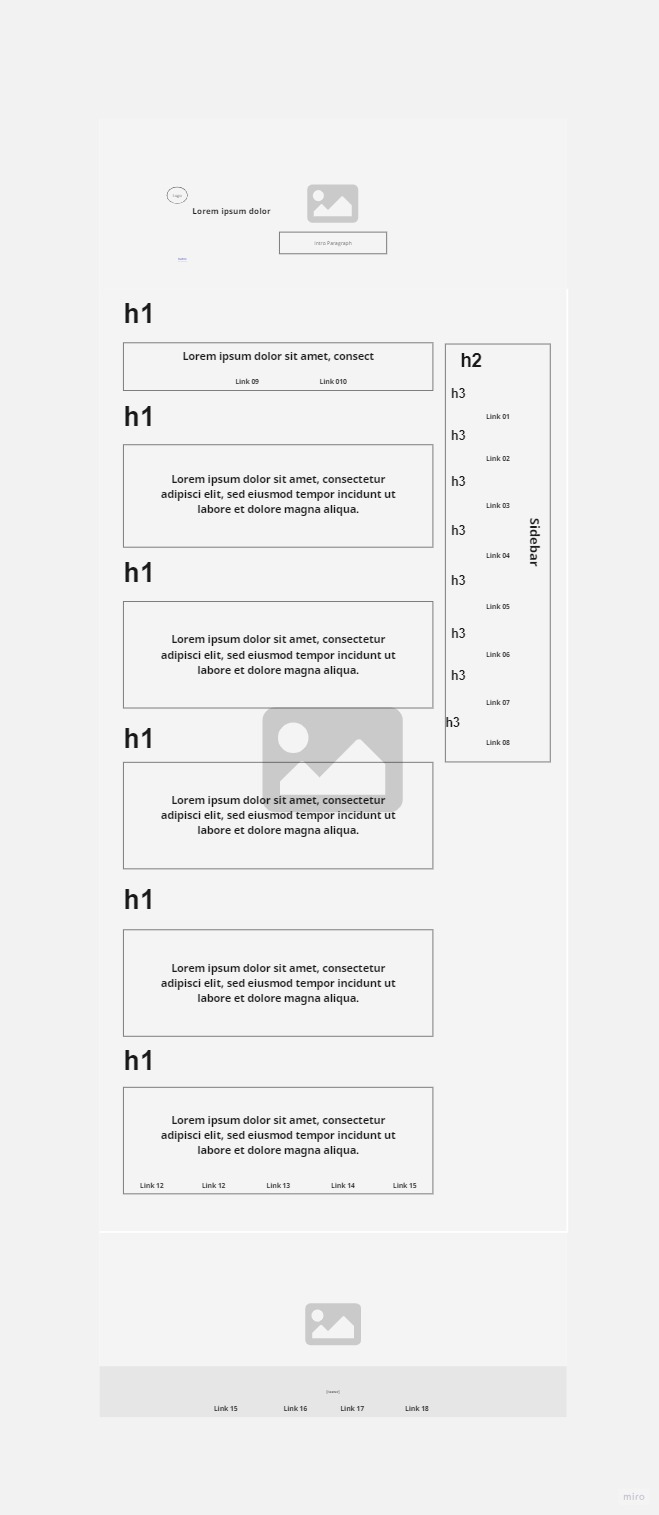 Logo
Lorem ipsum dolor
Intro Paragraph
h1
Lorem ipsum dolor sit amet, consect
Link 09
Link 010
h1
Lorem ipsum dolor sit amet, consectetur
adipisci elit, sed eiusmod tempor incidunt ut
labore et dolore magna aliqua.
h1
Lorem ipsum dolor sit amet, consectetur
adipisci elit, sed eiusmod tempor incidunt ut
labore et dolore magna aliqua.
h1
Lorem ipsum dolor sit amet, consectetur
adipisci elit, sed eiusmod tempor incidunt ut
labore et dolore magna aliqua.
h1
Lorem ipsum dolor sit amet, consectetur
adipisci elit, sed eiusmod tempor incidunt ut
labore et dolore magna aliqua.
h1
Lorem ipsum dolor sit amet, consectetur
adipisci elit, sed eiusmod tempor incidunt ut
labore et dolore magna aliqua.
Link 12
Link 12
Link 13
Link 14
Link 15
h2
h3
Link 01
h3
Link 02
h3
Link 03
h3
Link 04
h3
Link 05
h3
Link 06
h3
Link 07
h3
Link 08
Sidebar
Link 15
Link 16
Link 17
Link 18
miro